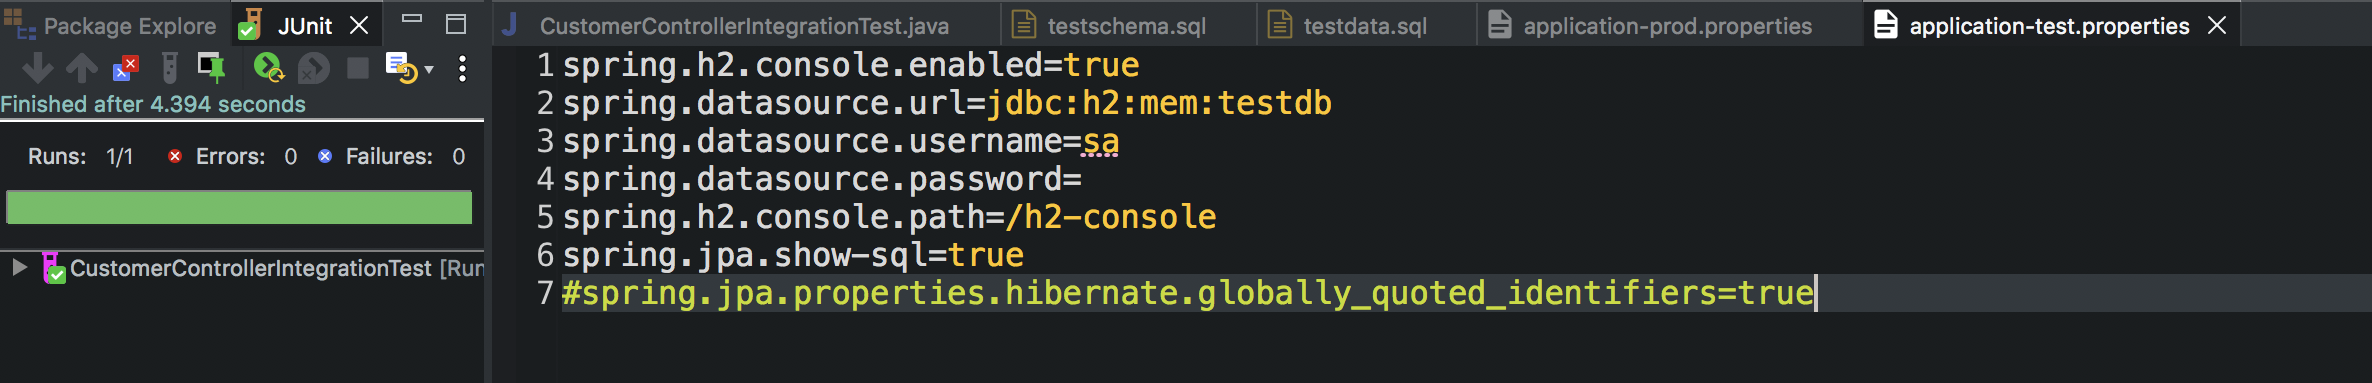 Package Explore
JUnit
Finished after 4.394 seconds
Runs: 1/1 Errors: 0 Failures: 0
CustomerControllerIntegrationTest [Run
CustomerControllerIntegrationTest.java
testschema.sql
testdata.sql
application-prod.properties
application-test.properties
1 spring.h2.console.enabled=true
2 spring.datasource.url=jdbc:h2:mem:testdb
3 spring.datasource.username=sa
4 spring.datasource.password=
5 spring.h2.console.path=/h2-console
6 spring.jpa.show-sql=true
7 #spring.jpa.properties.hibernate.globally_quoted_identifiers=true